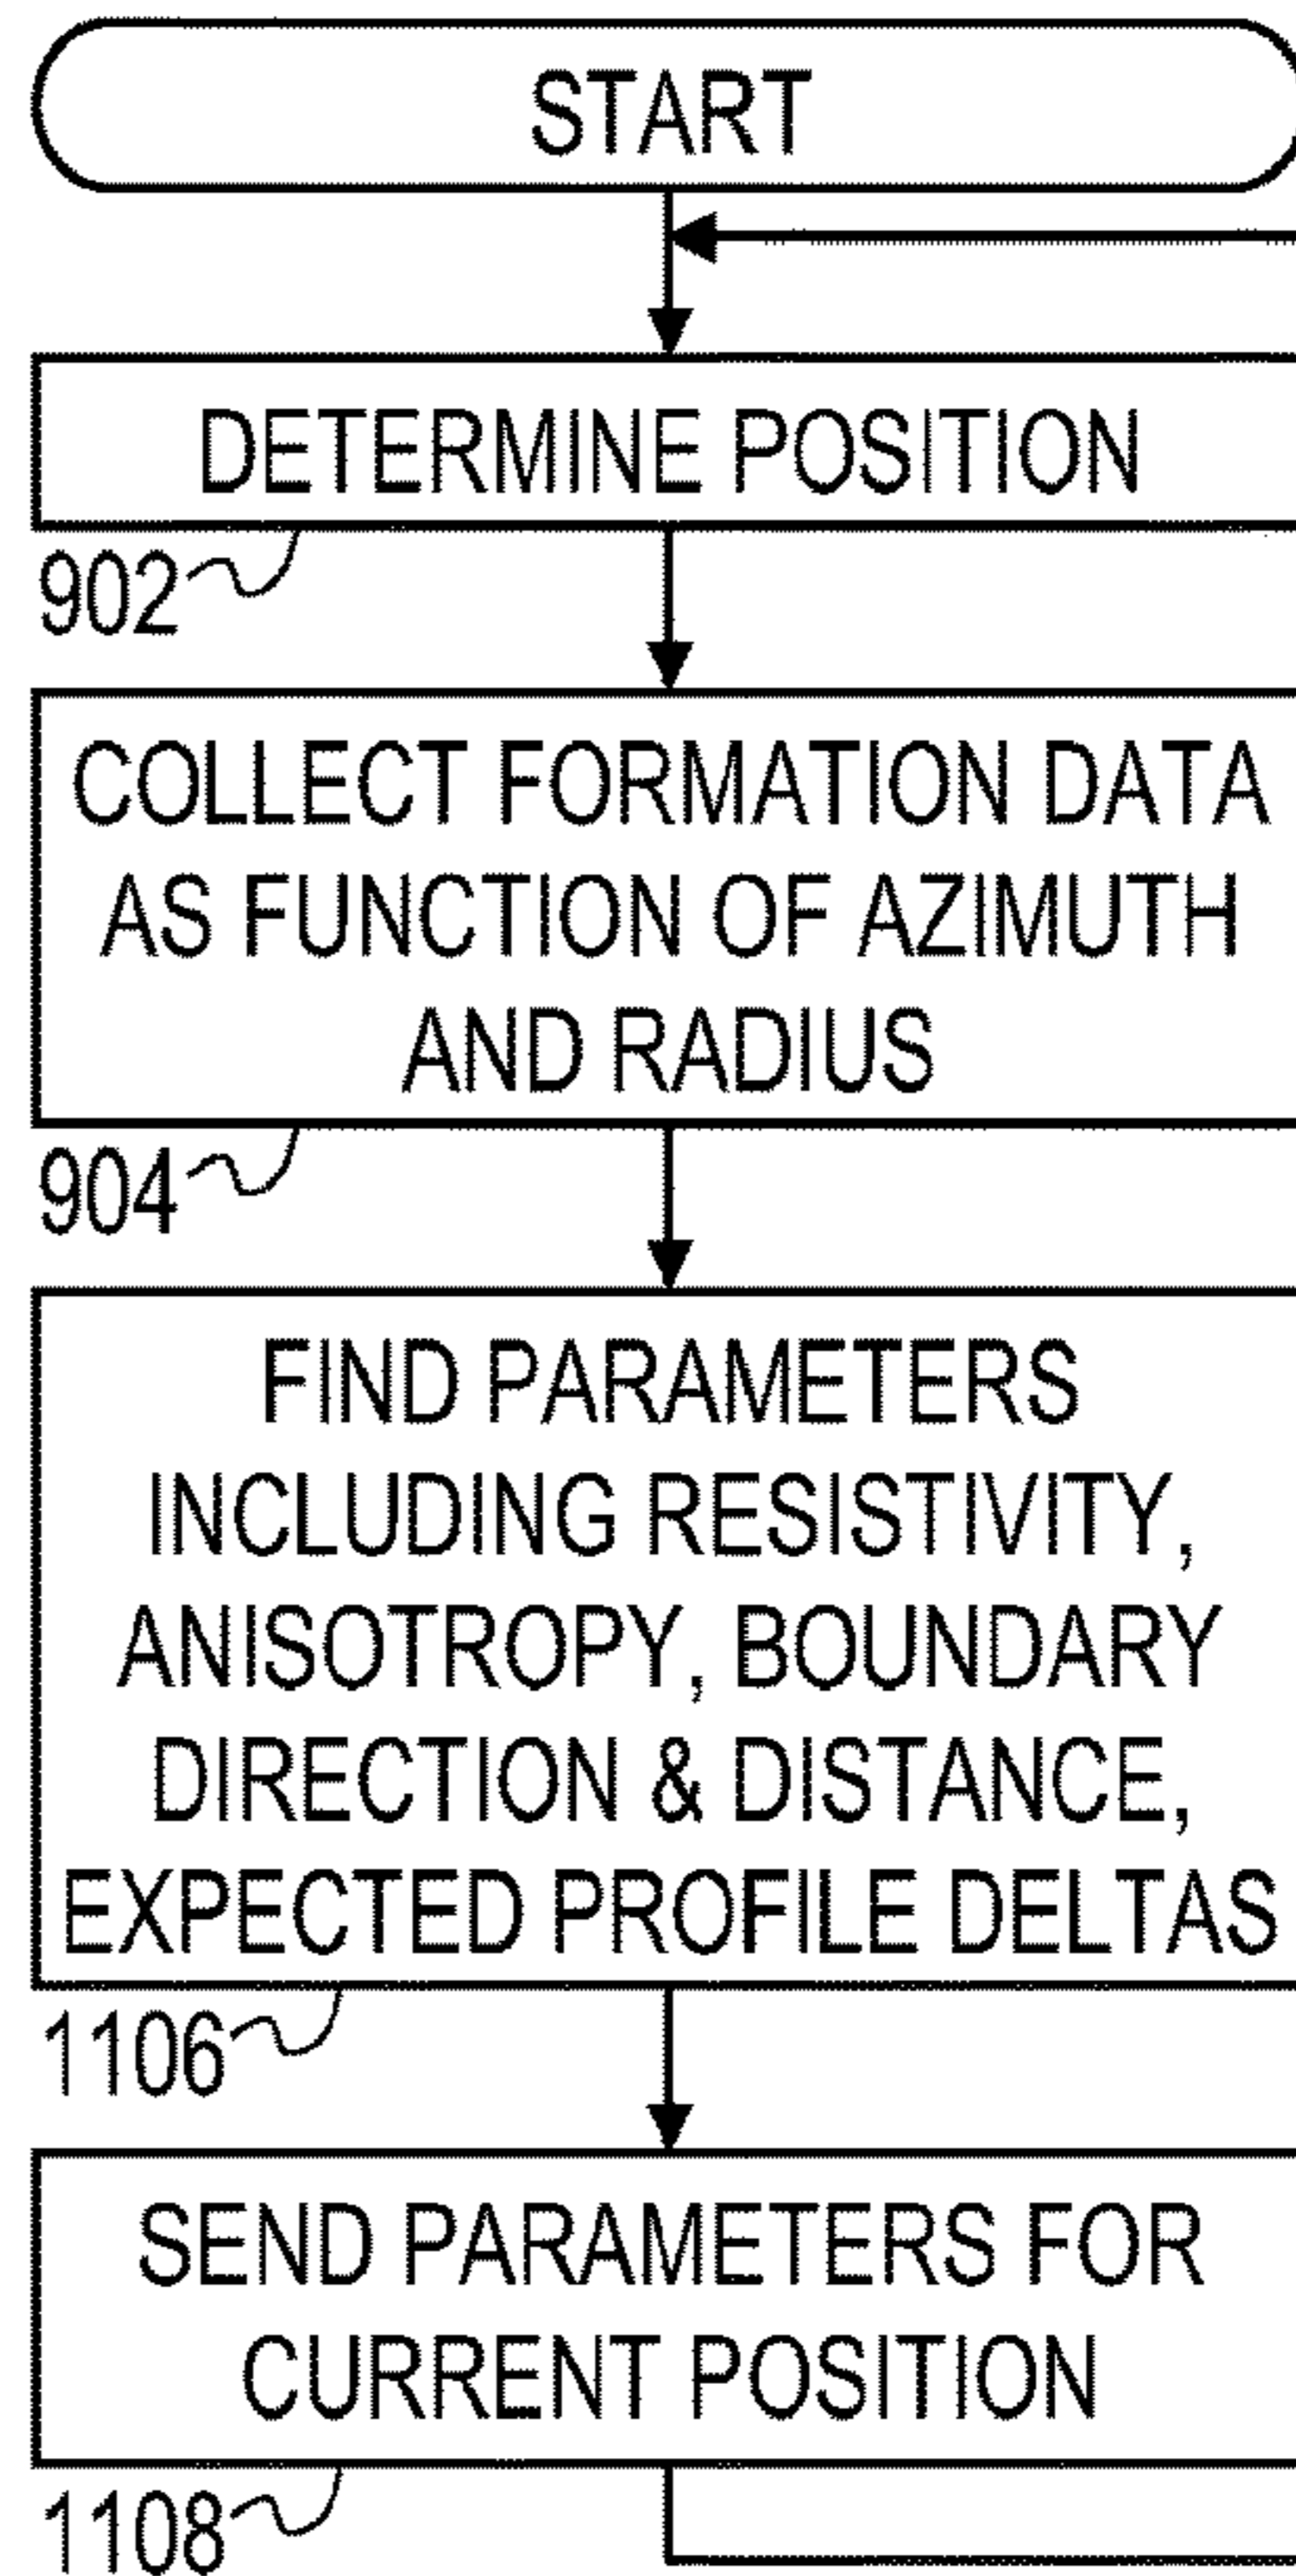 START
DETERMINE POSITION
902
COLLECT FORMATION DATA
AS FUNCTION OF AZIMUTH
AND RADIUS
904
FIND PARAMETERS
INCLUDING RESISTIVITY,
ANISOTROPY, BOUNDARY
DIRECTION & DISTANCE,
EXPECTED PROFILE DELTAS
1106
SEND PARAMETERS FOR
CURRENT POSITION
1108